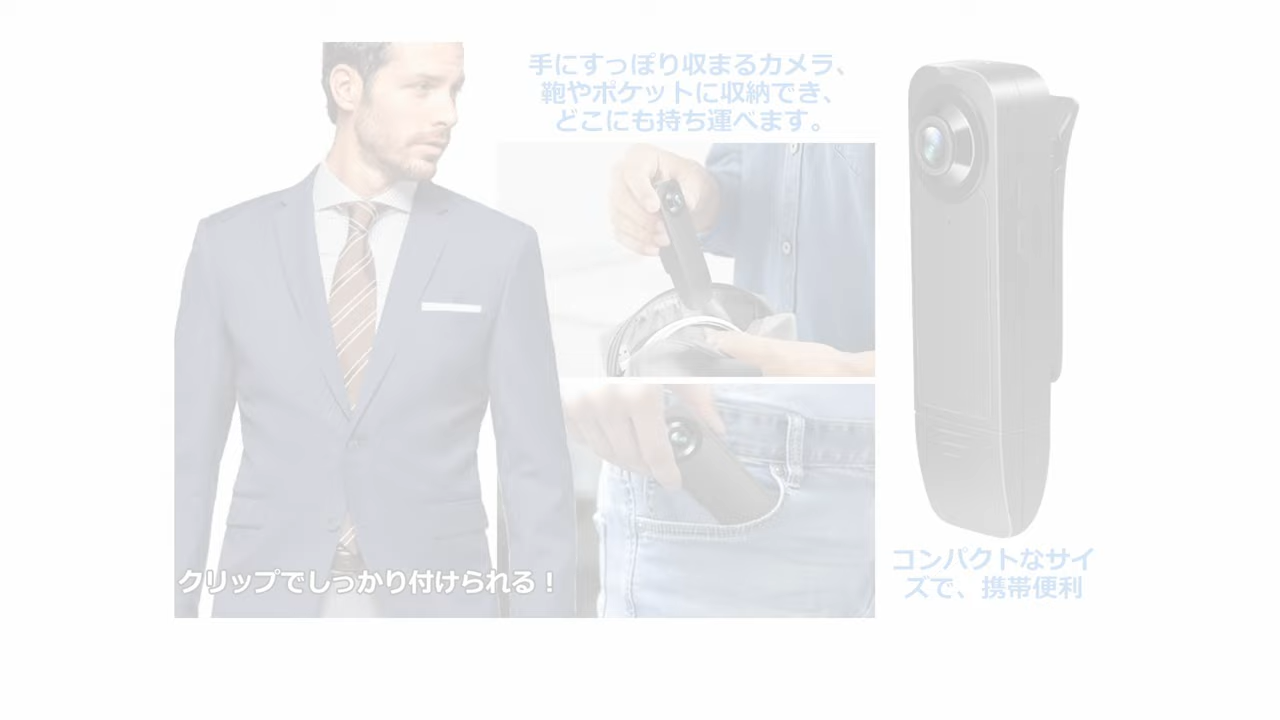 手にすっぽり収まるカメラ、
鞄やポケットに収納でき、
どこにも持ち運べます。
クリップでしっかり付けられる！
コンパクトなサイ
ズで、携帯便利